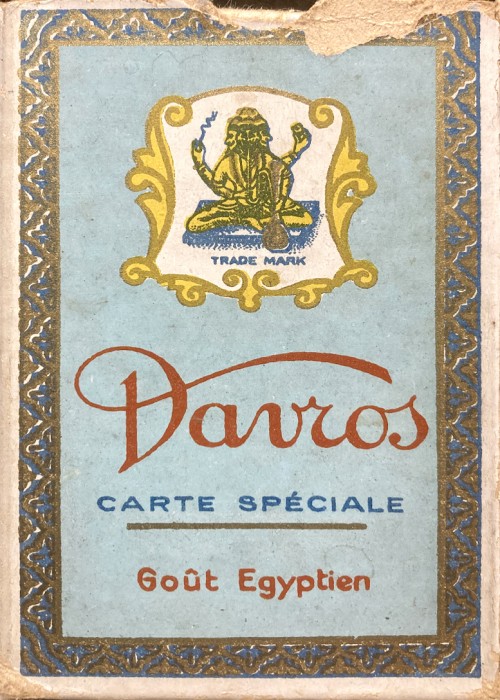 TRADE MARK
Davros
CARTE SPÉCIALE
Goût Egyptien